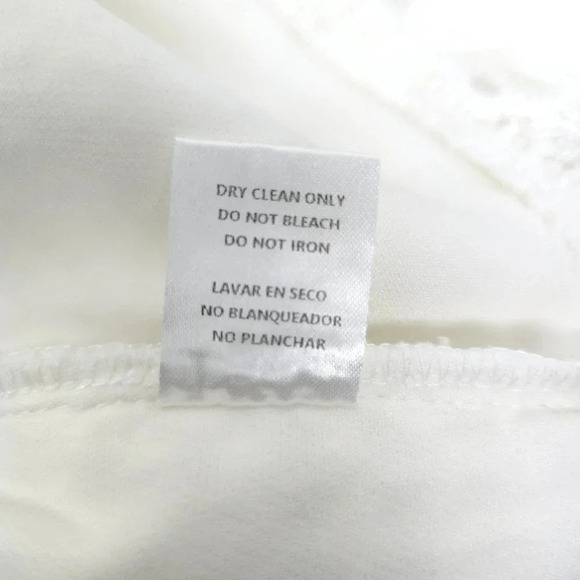 DRY CLEAN ONLY
DO NOT BLEACH
DO NOT IRON
LAVAR EN SECO
NO BLANQUEADOR
NO PLANCHAR